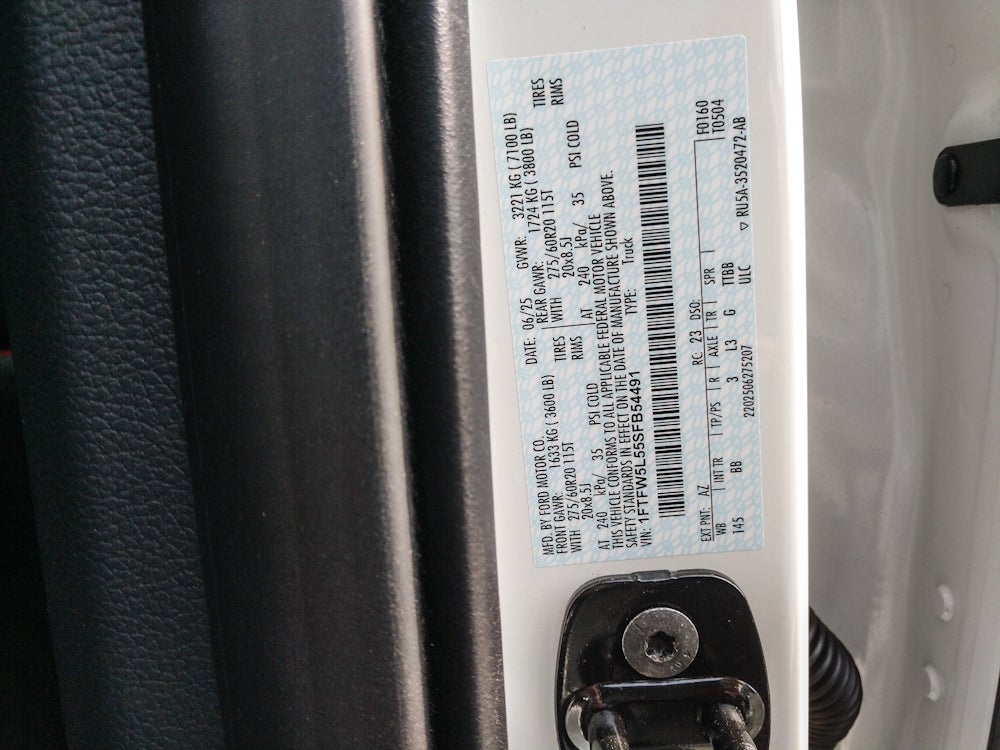 MFD. BY FORD MOTOR CO. DATE: 06/25 GVWR: 3221 KG ( 7100 LB)
FRONT GAWR: 1633 KG ( 3600 LB) REAR GAWR: 1724 KG ( 3800 LB)
WITH 275/60R20 115T TIRES WITH 275/60R20 115T TIRES
20x8.5J RIMS 20x8.5J RIMS
AT 240 kPa/ 35 PSI COLD AT 240 kPa/ 35 PSI COLD
THIS VEHICLE CONFORMS TO ALL APPLICABLE FEDERAL MOTOR VEHICLE
SAFETY STANDARDS IN EFFECT ON THE DATE OF MANUFACTURE SHOWN ABOVE.
VIN: 1FTFW5L55SFB54491 TYPE: Truck
EXT PNT: AZ RC: 23 DSO: F0160
WB INT TR TP/PS R AXLE TR SPR T0504
145 BB 3 L3 G TTBB
ULC ▽ RU5A-3520472-AB
2202506275207